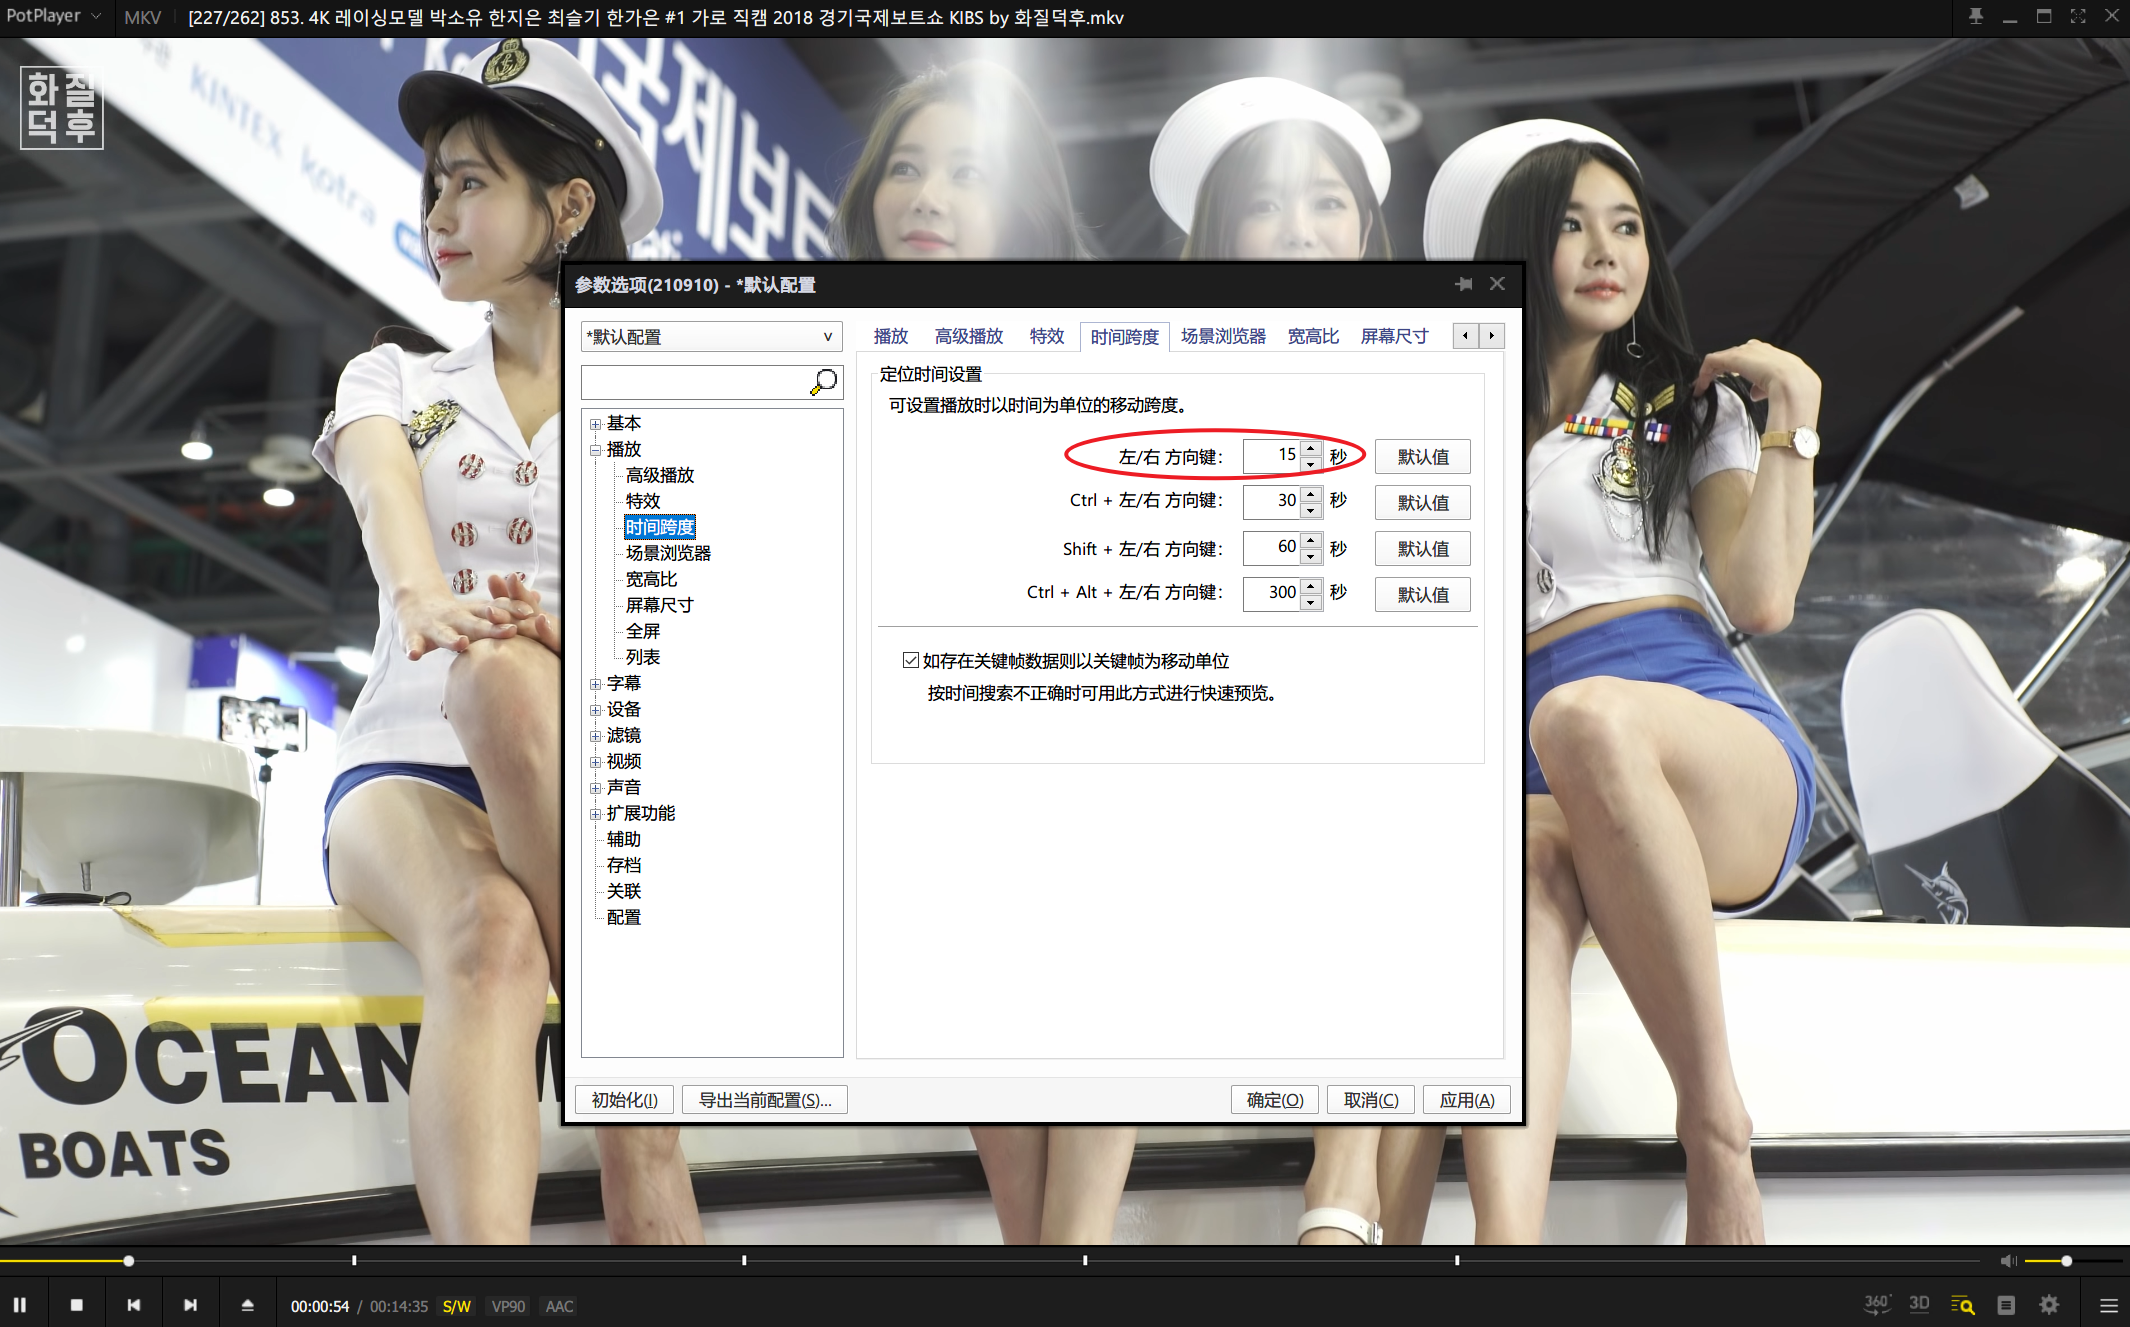 PotPlayer
MKV
[227/262] 853. 4K 레이싱모델 박소유 한지은 최슬기 한가은 #1 가로 직캠 2018 경기국제보트쇼 KIBS by 화질덕후.mkv
화질
덕후
KINTEX kotra
국제보트
参数选项(210910) - *默认配置
*默认配置
播放 高级播放 特效 时间跨度 场景浏览器 宽高比 屏幕尺寸
基本
播放
高级播放
特效
时间跨度
场景浏览器
宽高比
屏幕尺寸
全屏
列表
字幕
设备
滤镜
视频
声音
扩展功能
辅助
存档
关联
配置
定位时间设置
可设置播放时以时间为单位的移动跨度。
左/右 方向键： 15 秒 默认值
Ctrl + 左/右 方向键： 30 秒 默认值
Shift + 左/右 方向键： 60 秒 默认值
Ctrl + Alt + 左/右 方向键： 300 秒 默认值
如存在关键帧数据则以关键帧为移动单位
按时间搜索不正确时可用此方式进行快速预览。
初始化(I) 导出当前配置(S)... 确定(O) 取消(C) 应用(A)
OCEAN
BOATS
00:00:54 / 00:14:35 S/W VP90 AAC
360° 3D